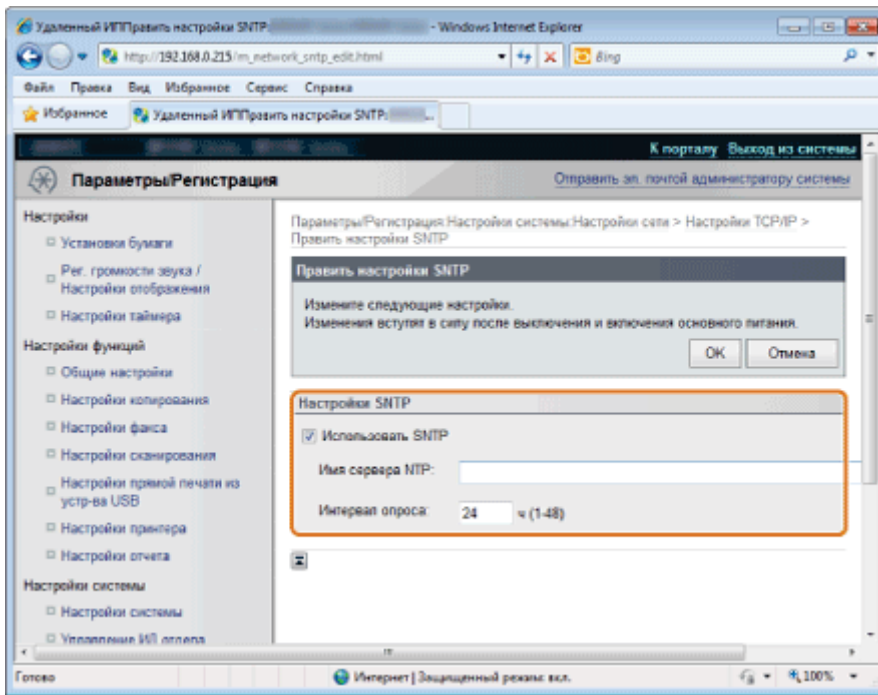 Удаленный ИППравить настройки SNTP: - Windows Internet Explorer
http://192.168.0.215/m_network_sntp_edit.html
Bing
Файл Правка Вид Избранное Сервис Справка
Избранное
Удаленный ИППравить настройки SNTP: ...
К порталу Выход из системы
Параметры/Регистрация
Отправить эл. почтой администратору системы
Настройки
Установки бумаги
Рег. громкости звука /
Настройки отображения
Настройки таймера
Настройки функций
Общие настройки
Настройки копирования
Настройки факса
Настройки сканирования
Настройки прямой печати из
устр-ва USB
Настройки принтера
Настройки отчета
Настройки системы
Настройки системы
Управление ИД отдела
Параметры/Регистрация:Настройки системы:Настройки сети > Настройки TCP/IP >
Править настройки SNTP
Править настройки SNTP
Измените следующие настройки.
Изменения вступят в силу после выключения и включения основного питания.
OK Отмена
Настройки SNTP
Использовать SNTP
Имя сервера NTP:
Интервал опроса: 24 ч (1-48)
Готово
Интернет | Защищенный режим: вкл.
100%